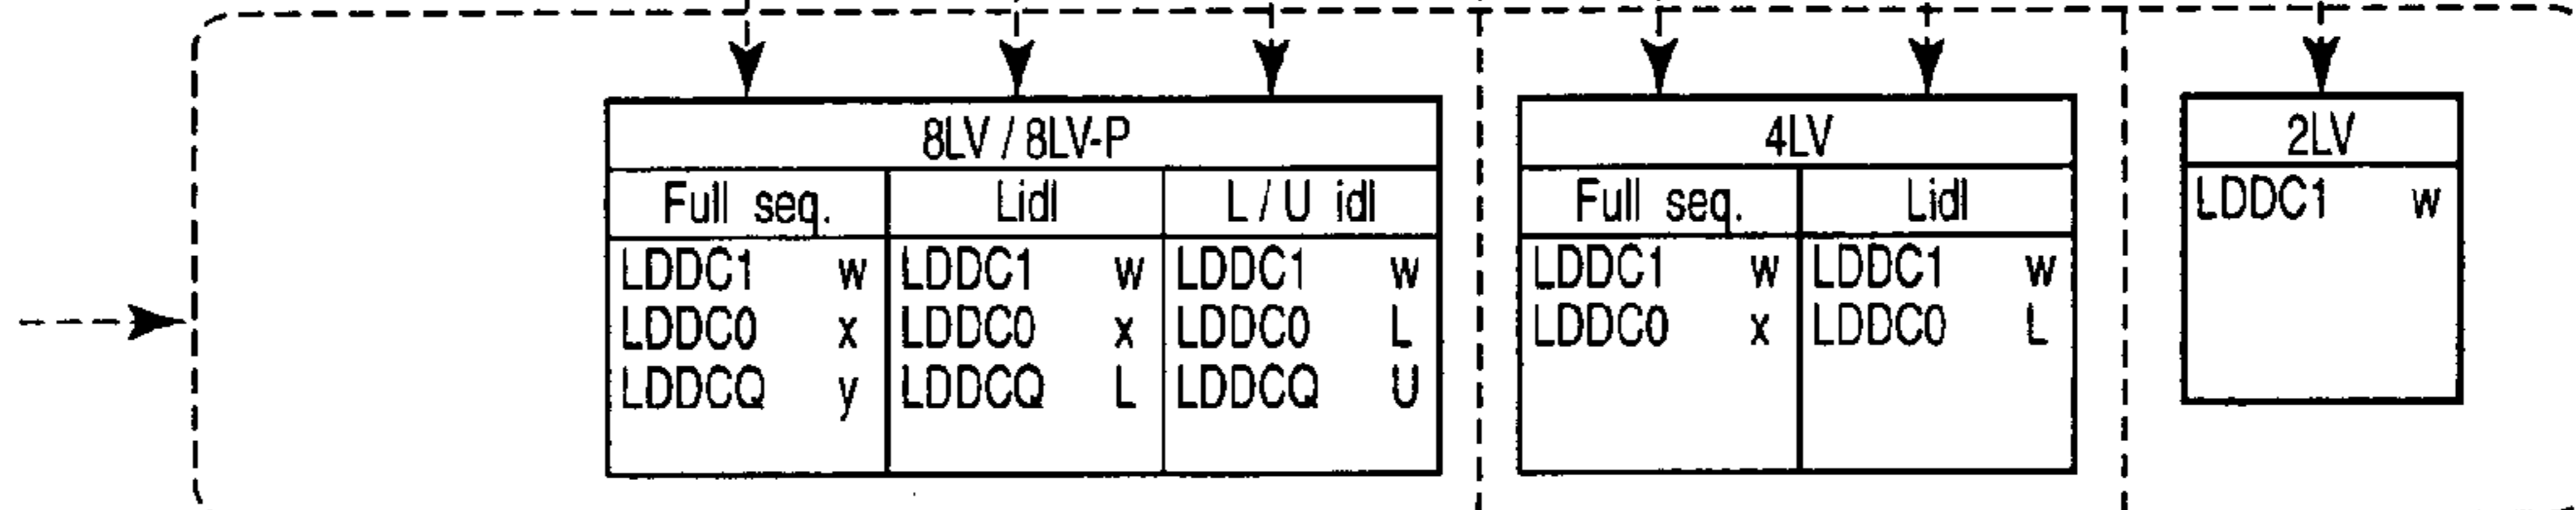 8LV / 8LV-P 4LV 2LV
Full seq. Lidl L / U idl Full seq. Lidl LDDC1 w
LDDC1 w LDDC1 w LDDC1 w LDDC1 w LDDC1 w
LDDC0 x LDDC0 x LDDC0 L LDDC0 x LDDC0 L
LDDCQ y LDDCQ L LDDCQ U